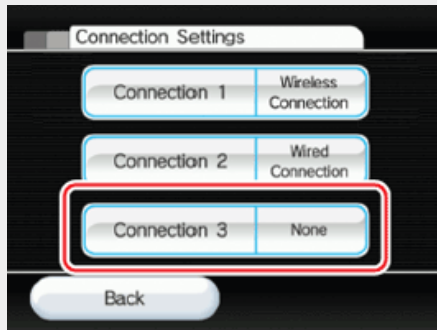 Connection Settings
Connection 1
Wireless
Connection
Connection 2
Wired
Connection
Connection 3
None
Back